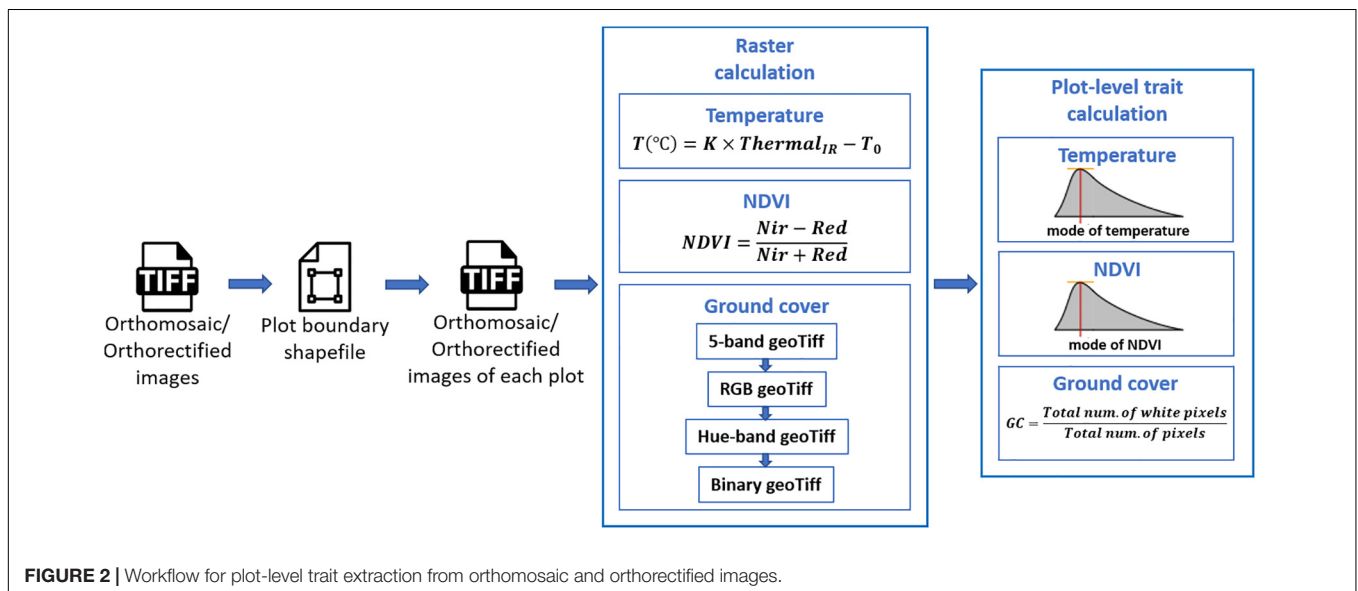 TIFF
Orthomosaic/
Orthorectified
images
Plot boundary
shapefile
TIFF
Orthomosaic/
Orthorectified
images of each plot
Raster
calculation
Temperature
T(°C) = K × Thermal_IR − T_0
NDVI
NDVI = (Nir − Red) / (Nir + Red)
Ground cover
5-band geoTiff
RGB geoTiff
Hue-band geoTiff
Binary geoTiff
Plot-level trait
calculation
Temperature
mode of temperature
NDVI
mode of NDVI
Ground cover
GC = Total num. of white pixels / Total num. of pixels
FIGURE 2 | Workflow for plot-level trait extraction from orthomosaic and orthorectified images.